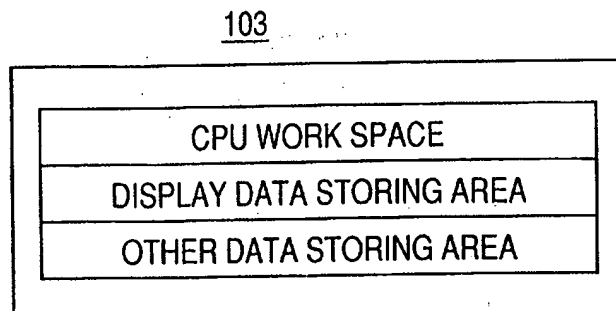 103
CPU WORK SPACE
DISPLAY DATA STORING AREA
OTHER DATA STORING AREA